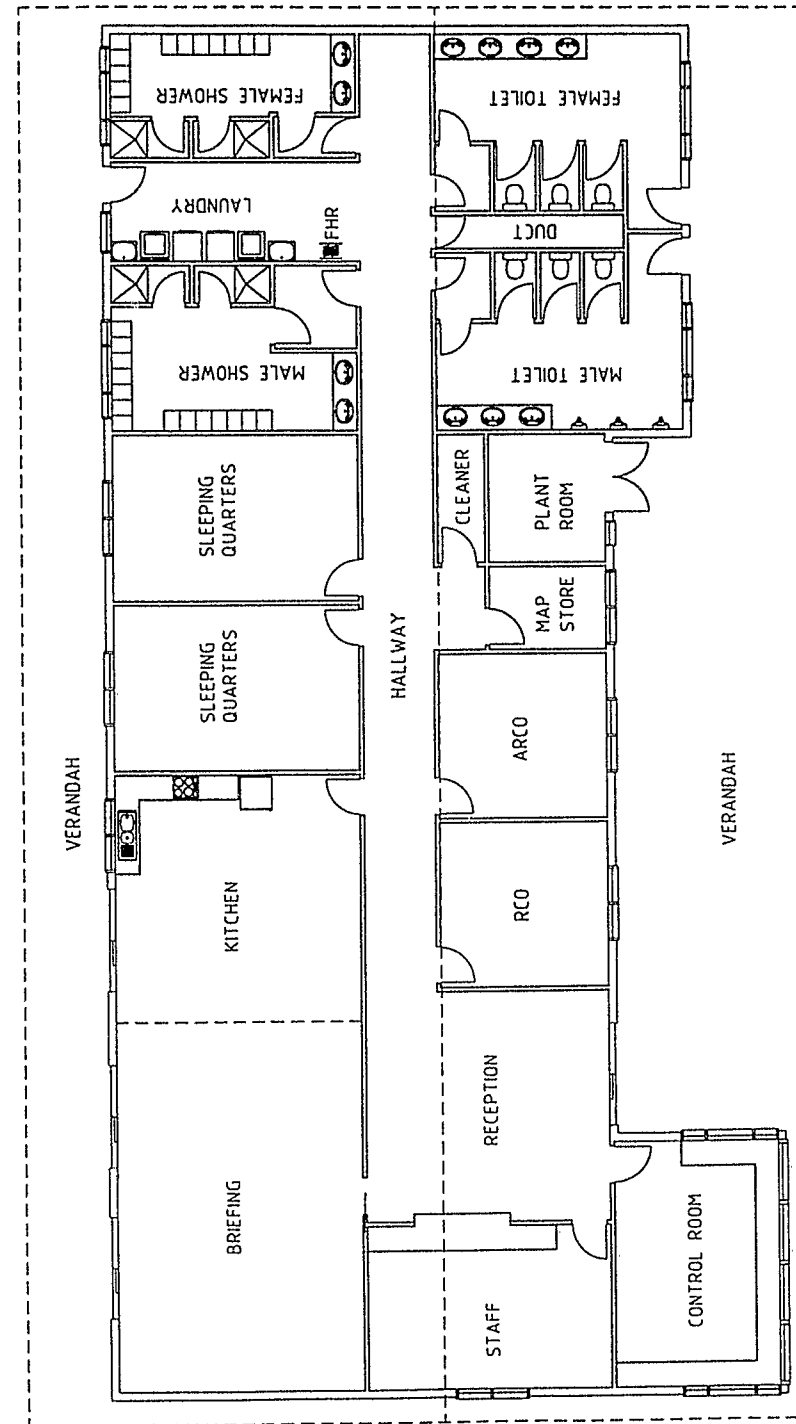 FEMALE SHOWER
FEMALE TOILET
LAUNDRY
FHR
DUCT
MALE SHOWER
MALE TOILET
SLEEPING
QUARTERS
CLEANER
PLANT
ROOM
SLEEPING
QUARTERS
HALLWAY
MAP
STORE
VERANDAH
ARCO
VERANDAH
KITCHEN
RCO
BRIEFING
RECEPTION
STAFF
CONTROL ROOM